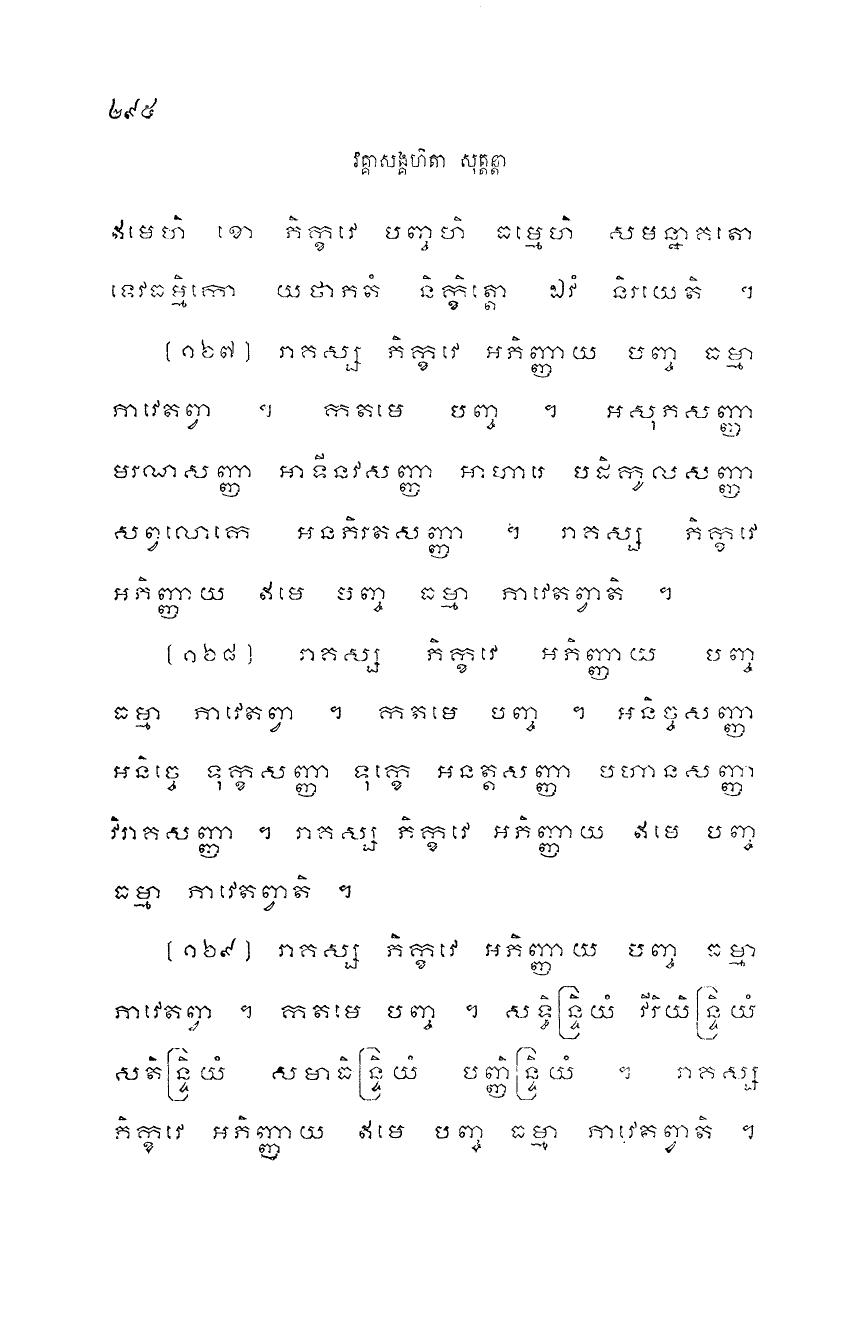 ២៩៥
វគ្គាសង្គហិតា សុត្តន្តា
ឥមេហិ ខោ ភិក្ខវេ បញ្ចហិ ធម្មេហិ សមន្នាគតោ
ទេវធម្មិកោ យថាភតំ និក្ខិត្តោ ឯវំ និរយេតិ ។
(១២៧) រាគស្ស ភិក្ខវេ អភិញ្ញាយ បញ្ច ធម្មា
ភាវេតព្វា ។ កតមេ បញ្ច ។ អសុភសញ្ញា
មរណសញ្ញា អាទីនវសញ្ញា អាហារេ បដិកូលសញ្ញា
សព្វលោកេ អនភិរតសញ្ញា ។ រាគស្ស ភិក្ខវេ
អភិញ្ញាយ ឥមេ បញ្ច ធម្មា ភាវេតព្វាតិ ។
(១២៨) រាគស្ស ភិក្ខវេ អភិញ្ញាយ បញ្ច
ធម្មា ភាវេតព្វា ។ កតមេ បញ្ច ។ អនិច្ចសញ្ញា
អនិច្ចេ ទុក្ខសញ្ញា ទុក្ខេ អនត្តសញ្ញា បហានសញ្ញា
វិរាគសញ្ញា ។ រាគស្ស ភិក្ខវេ អភិញ្ញាយ ឥមេ បញ្ច
ធម្មា ភាវេតព្វាតិ ។
(១២៩) រាគស្ស ភិក្ខវេ អភិញ្ញាយ បញ្ច ធម្មា
ភាវេតព្វា ។ កតមេ បញ្ច ។ សទ្ធិន្ទ្រិយំ វីរិយិន្ទ្រិយំ
សតិន្ទ្រិយំ សមាធិន្ទ្រិយំ បញ្ញិន្ទ្រិយំ ។ រាគស្ស
ភិក្ខវេ អភិញ្ញាយ ឥមេ បញ្ច ធម្មា ភាវេតព្វាតិ ។